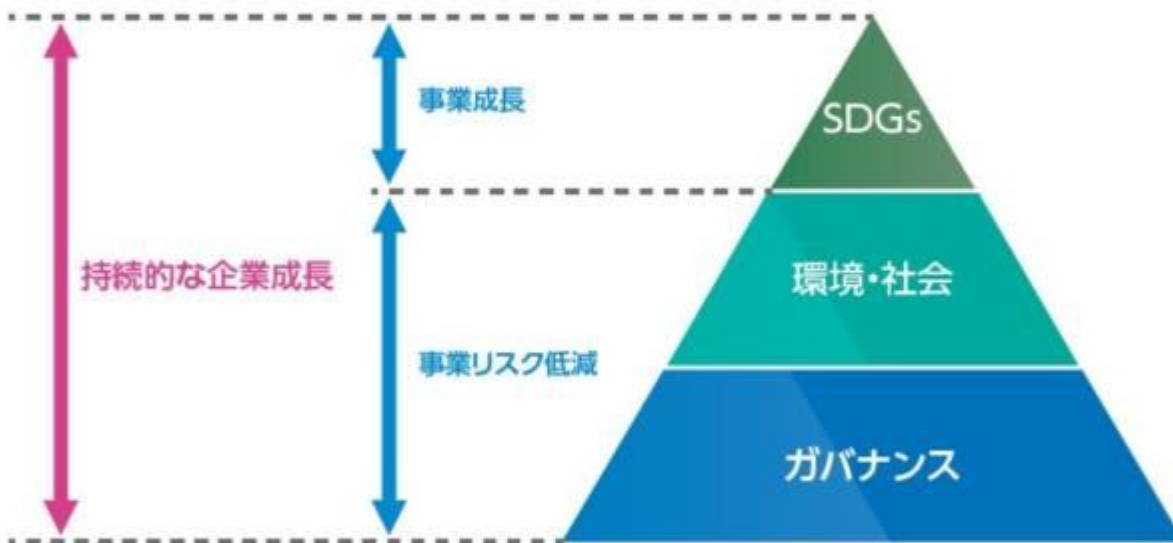 事業成長
SDGs
持続的な企業成長
環境・社会
事業リスク低減
ガバナンス